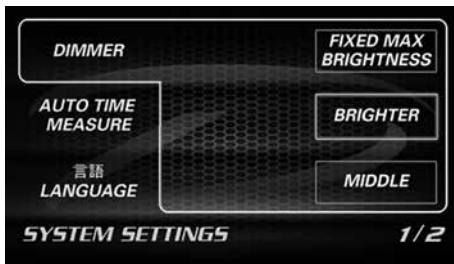 DIMMER
FIXED MAX
BRIGHTNESS
AUTO TIME
MEASURE
BRIGHTER
言語
LANGUAGE
MIDDLE
SYSTEM SETTINGS
1/2